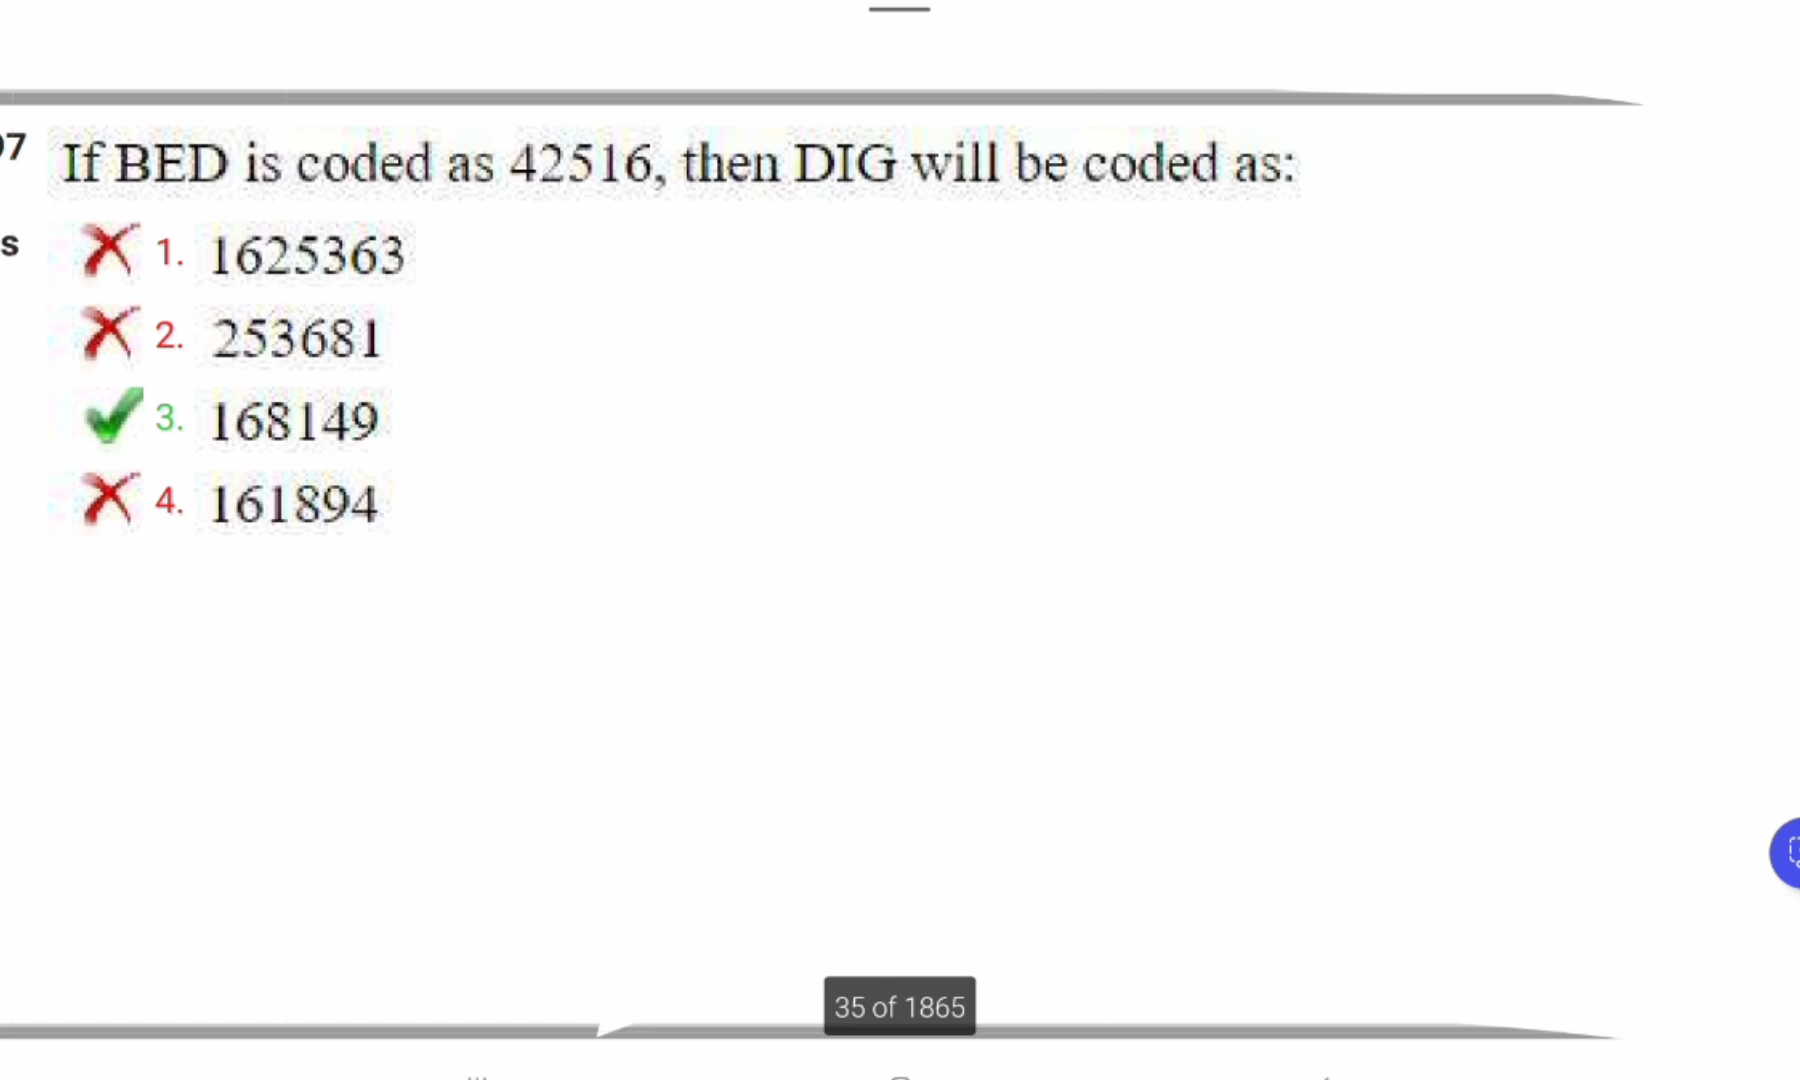 07 If BED is coded as 42516, then DIG will be coded as:
s
1. 1625363
2. 253681
3. 168149
4. 161894
35 of 1865